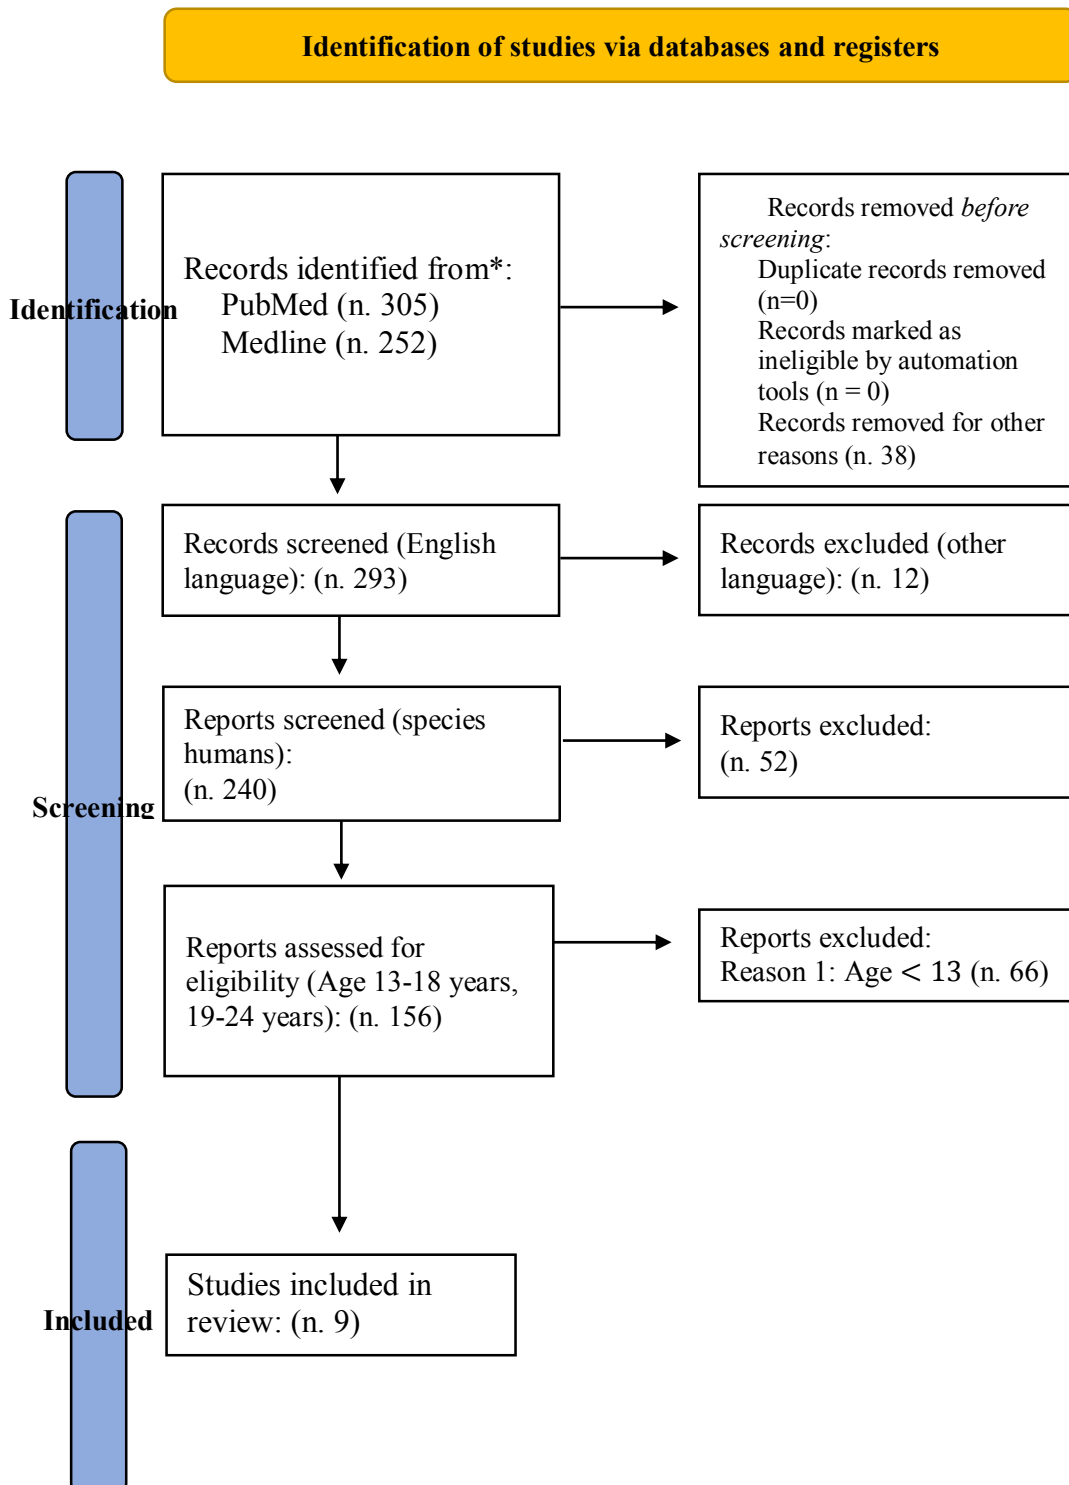 Identification of studies via databases and registers
Identification
Records identified from*:
PubMed (n. 305)
Medline (n. 252)
Records removed before
screening:
Duplicate records removed
(n=0)
Records marked as
ineligible by automation
tools (n = 0)
Records removed for other
reasons (n. 38)
Screening
Records screened (English
language): (n. 293)
Records excluded (other
language): (n. 12)
Reports screened (species
humans):
(n. 240)
Reports excluded:
(n. 52)
Reports assessed for
eligibility (Age 13-18 years,
19-24 years): (n. 156)
Reports excluded:
Reason 1: Age < 13 (n. 66)
Included
Studies included in
review: (n. 9)